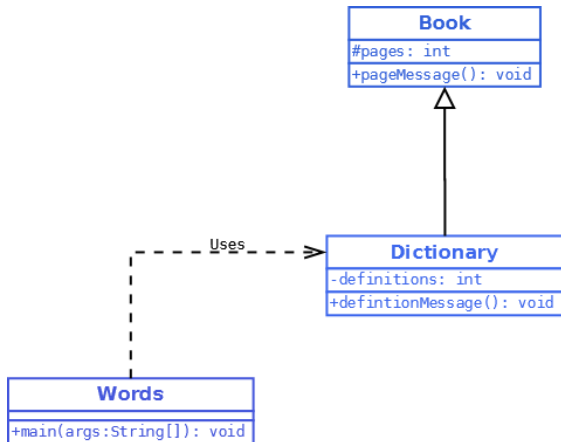 Book
#pages: int
+pageMessage(): void
Uses
Dictionary
-definitions: int
+defintionMessage(): void
Words
+main(args:String[]): void